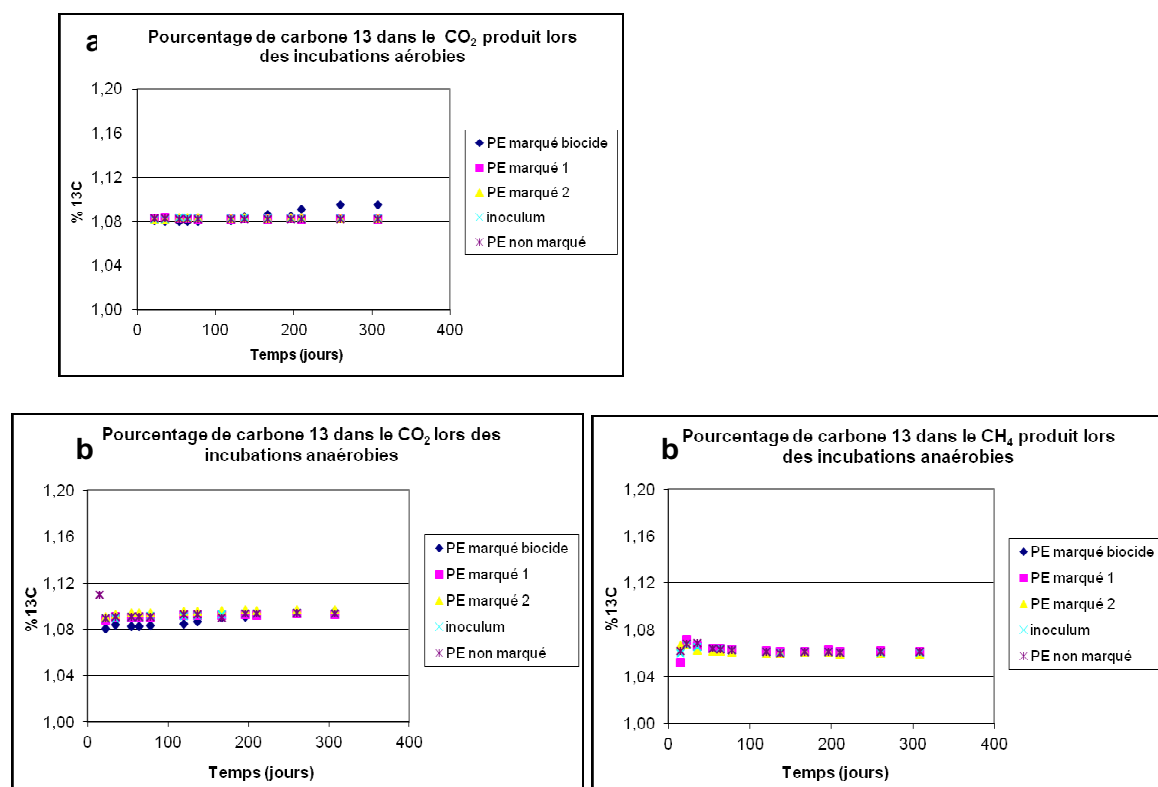 a
Pourcentage de carbone 13 dans le CO2 produit lors
des incubations aérobies
1,20
1,16
1,12
1,08
1,04
1,00
% 13C
0 100 200 300 400
Temps (jours)
PE marqué biocide
PE marqué 1
PE marqué 2
inoculum
PE non marqué
b
Pourcentage de carbone 13 dans le CO2 lors des
incubations anaérobies
1,20
1,16
1,12
1,08
1,04
1,00
%13C
0 100 200 300 400
Temps (jours)
PE marqué biocide
PE marqué 1
PE marqué 2
inoculum
PE non marqué
b
Pourcentage de carbone 13 dans le CH4 produit lors
des incubations anaérobies
1,20
1,16
1,12
1,08
1,04
1,00
%13C
0 100 200 300 400
Temps (jours)
PE marqué biocide
PE marqué 1
PE marqué 2
inoculum
PE non marqué